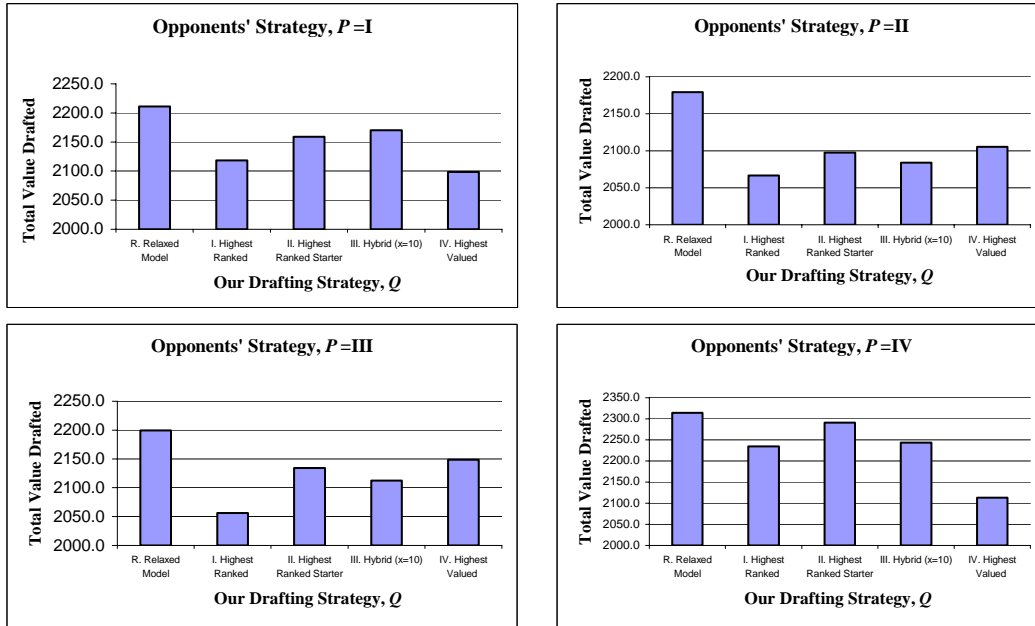 Opponents' Strategy, P =I
Total Value Drafted
2250.0
2200.0
2150.0
2100.0
2050.0
2000.0
R. Relaxed Model
I. Highest Ranked
II. Highest Ranked Starter
III. Hybrid (x=10)
IV. Highest Valued
Our Drafting Strategy, Q
Opponents' Strategy, P =II
Total Value Drafted
2200.0
2150.0
2100.0
2050.0
2000.0
R. Relaxed Model
I. Highest Ranked
II. Highest Ranked Starter
III. Hybrid (x=10)
IV. Highest Valued
Our Drafting Strategy, Q
Opponents' Strategy, P =III
Total Value Drafted
2250.0
2200.0
2150.0
2100.0
2050.0
2000.0
R. Relaxed Model
I. Highest Ranked
II. Highest Ranked Starter
III. Hybrid (x=10)
IV. Highest Valued
Our Drafting Strategy, Q
Opponents' Strategy, P =IV
Total Value Drafted
2350.0
2300.0
2250.0
2200.0
2150.0
2100.0
2050.0
2000.0
R. Relaxed Model
I. Highest Ranked
II. Highest Ranked Starter
III. Hybrid (x=10)
IV. Highest Valued
Our Drafting Strategy, Q